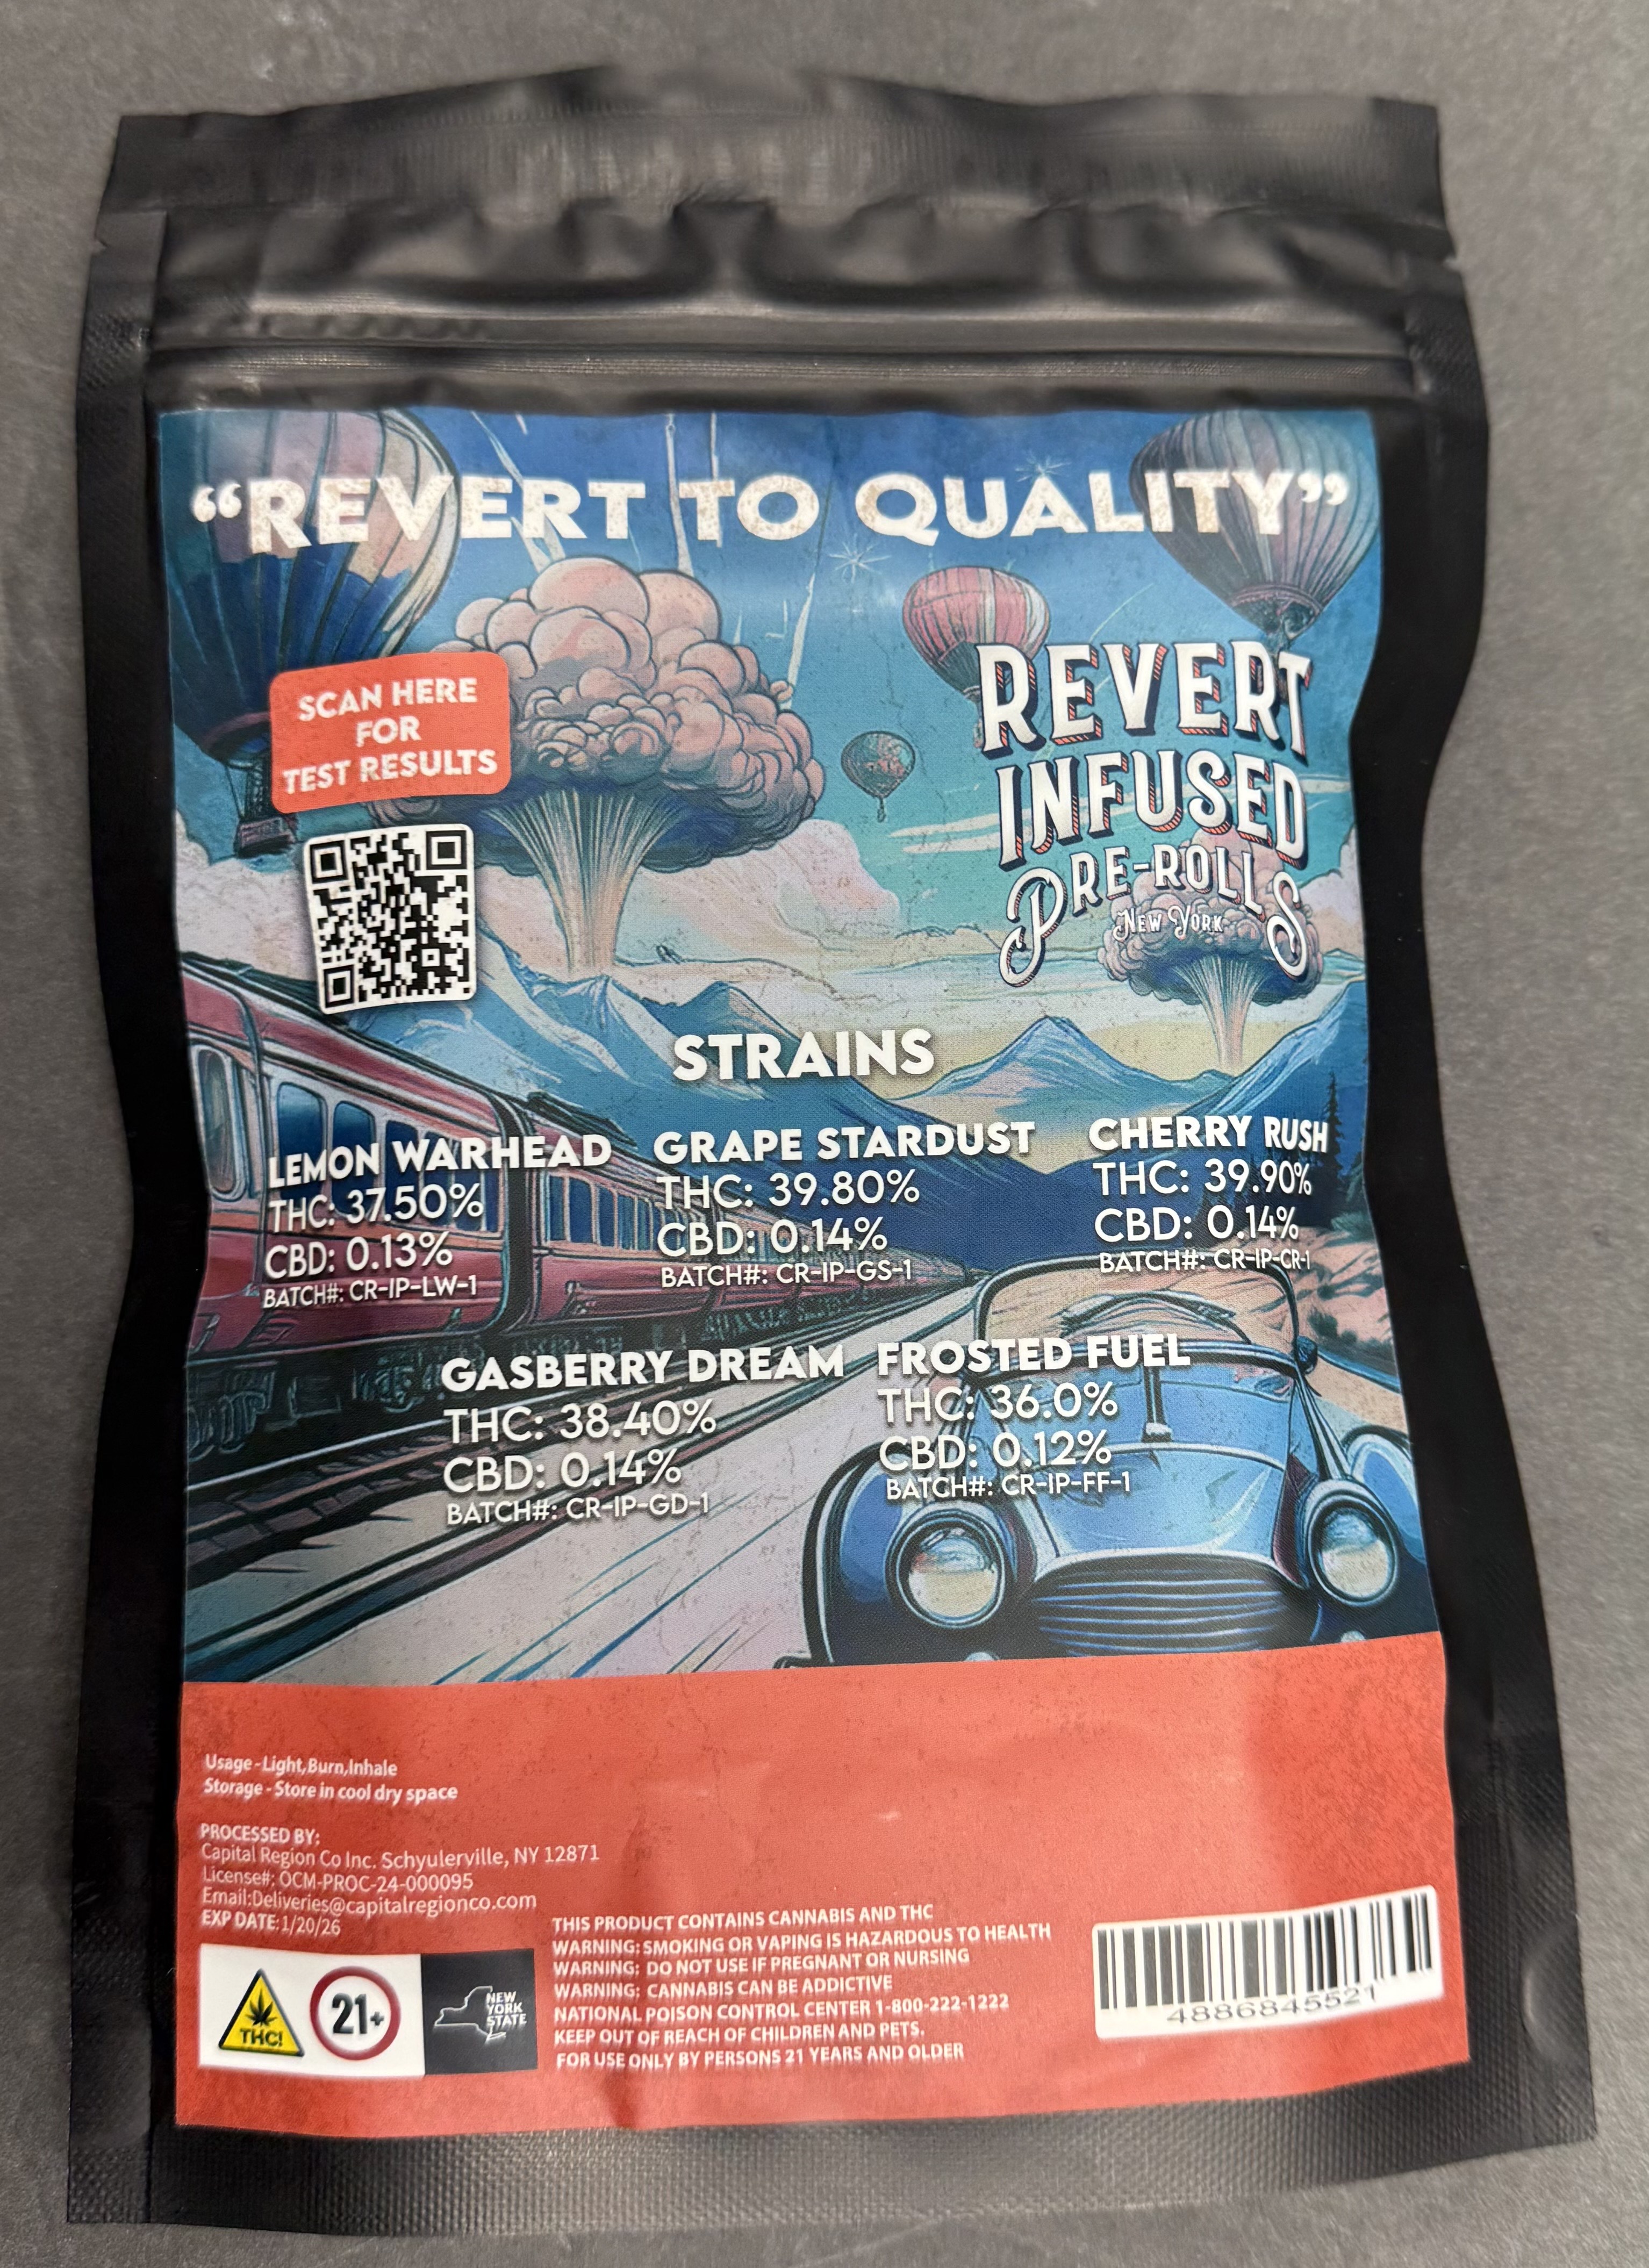 “REVERT TO QUALITY”
SCAN HERE
FOR
TEST RESULTS
REVERT
INFUSED
PRE-ROLLS
NEW YORK
STRAINS
LEMON WARHEAD
THC: 37.50%
CBD: 0.13%
BATCH#: CR-IP-LW-1
GRAPE STARDUST
THC: 39.80%
CBD: 0.14%
BATCH#: CR-IP-GS-1
CHERRY RUSH
THC: 39.90%
CBD: 0.14%
BATCH#: CR-IP-CR-1
GASBERRY DREAM
THC: 38.40%
CBD: 0.14%
BATCH#: CR-IP-GD-1
FROSTED FUEL
THC: 36.0%
CBD: 0.12%
BATCH#: CR-IP-FF-1
Usage - Light,Burn,Inhale
Storage - Store in cool dry space
PROCESSED BY:
Capital Region Co Inc. Schyulerville, NY 12871
License#: OCM-PROC-24-000095
Email:Deliveries@capitalregionco.com
EXP DATE:1/20/26
THC!
21+
NEW
YORK
STATE
THIS PRODUCT CONTAINS CANNABIS AND THC
WARNING: SMOKING OR VAPING IS HAZARDOUS TO HEALTH
WARNING: DO NOT USE IF PREGNANT OR NURSING
WARNING: CANNABIS CAN BE ADDICTIVE
NATIONAL POISON CONTROL CENTER 1-800-222-1222
KEEP OUT OF REACH OF CHILDREN AND PETS.
FOR USE ONLY BY PERSONS 21 YEARS AND OLDER
4886845521